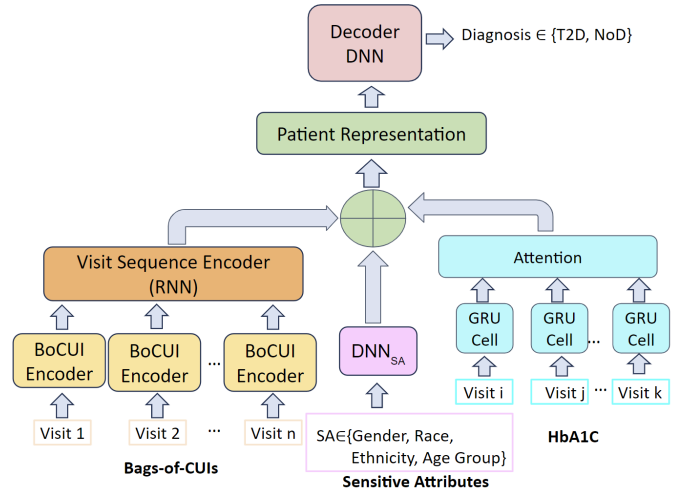 Decoder
DNN
Diagnosis ∈ {T2D, NoD}
Patient Representation
Visit Sequence Encoder
(RNN)
Attention
BoCUI
Encoder
BoCUI
Encoder
...
BoCUI
Encoder
DNN_SA
GRU
Cell
GRU
Cell
...
GRU
Cell
Visit 1
Visit 2
...
Visit n
Visit i
Visit j
...
Visit k
SA∈{Gender, Race,
Ethnicity, Age Group}
Bags-of-CUIs
Sensitive Attributes
HbA1C